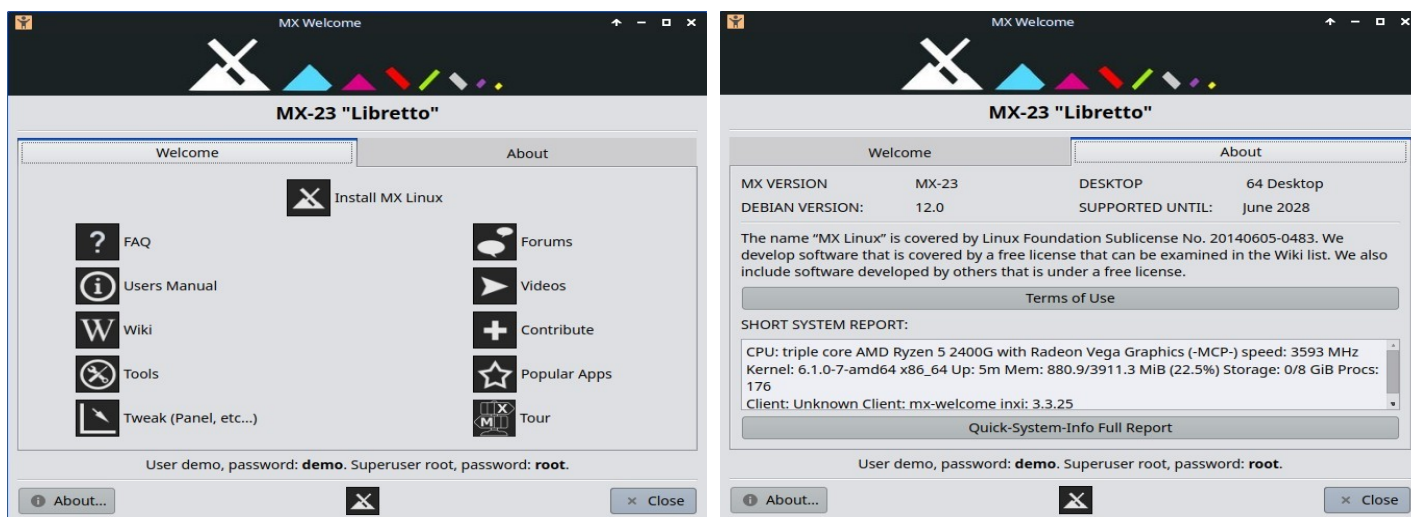 MX Welcome
MX-23 "Libretto"
Welcome About
Install MX Linux
FAQ Forums
Users Manual Videos
Wiki Contribute
Tools Popular Apps
Tweak (Panel, etc...) Tour
User demo, password: demo. Superuser root, password: root.
About... Close
MX Welcome
MX-23 "Libretto"
Welcome About
MX VERSION MX-23 DESKTOP 64 Desktop
DEBIAN VERSION: 12.0 SUPPORTED UNTIL: June 2028
The name “MX Linux” is covered by Linux Foundation Sublicense No. 20140605-0483. We
develop software that is covered by a free license that can be examined in the Wiki list. We also
include software developed by others that is under a free license.
Terms of Use
SHORT SYSTEM REPORT:
CPU: triple core AMD Ryzen 5 2400G with Radeon Vega Graphics (-MCP-) speed: 3593 MHz
Kernel: 6.1.0-7-amd64 x86_64 Up: 5m Mem: 880.9/3911.3 MiB (22.5%) Storage: 0/8 GiB Procs:
176
Client: Unknown Client: mx-welcome inxi: 3.3.25
Quick-System-Info Full Report
User demo, password: demo. Superuser root, password: root.
About... Close